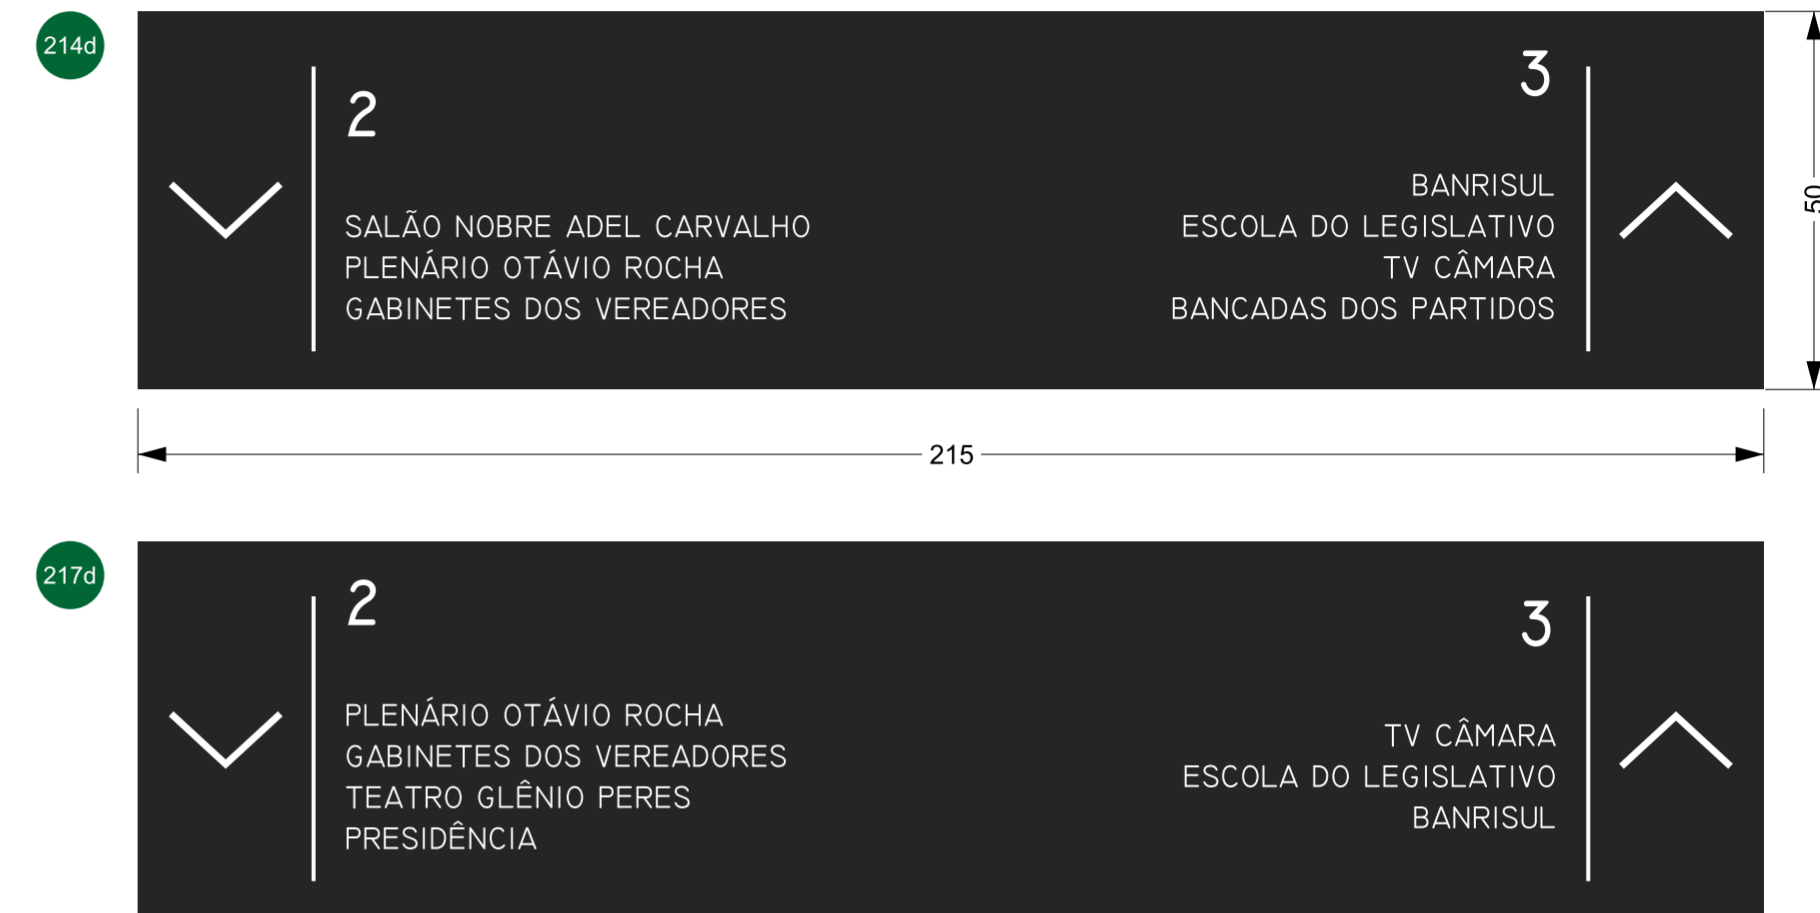 214d
2
SALÃO NOBRE ADEL CARVALHO
PLENÁRIO OTÁVIO ROCHA
GABINETES DOS VEREADORES
3
BANRISUL
ESCOLA DO LEGISLATIVO
TV CÂMARA
BANCADAS DOS PARTIDOS
50
215
217d
2
PLENÁRIO OTÁVIO ROCHA
GABINETES DOS VEREADORES
TEATRO GLÊNIO PERES
PRESIDÊNCIA
3
TV CÂMARA
ESCOLA DO LEGISLATIVO
BANRISUL